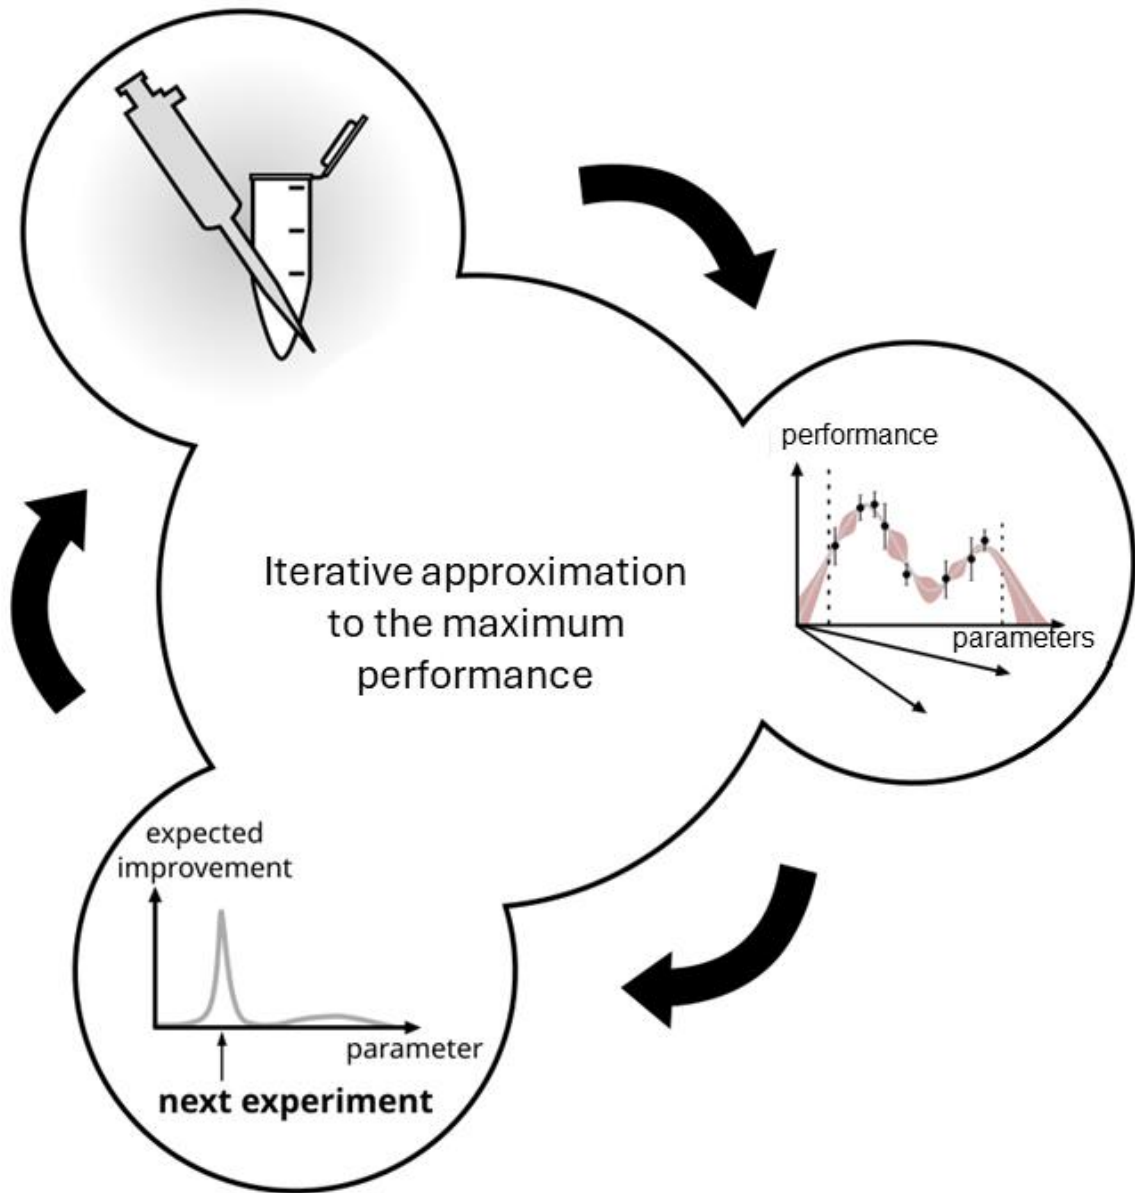 performance
parameters
Iterative approximation
to the maximum
performance
expected
improvement
parameter
next experiment